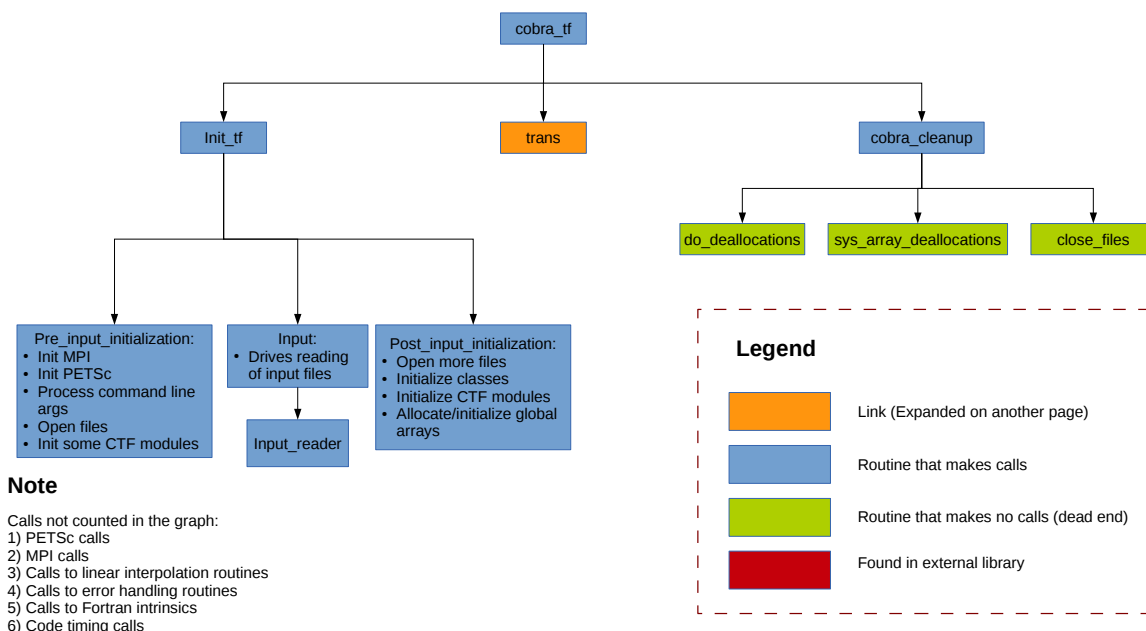 cobra_tf
Init_tf
trans
cobra_cleanup
do_deallocations
sys_array_deallocations
close_files
Pre_input_initialization:
• Init MPI
• Init PETSc
• Process command line
args
• Open files
• Init some CTF modules
Input:
• Drives reading
of input files
Input_reader
Post_input_initialization:
• Open more files
• Initialize classes
• Initialize CTF modules
• Allocate/initialize global
arrays
Legend
Link (Expanded on another page)
Routine that makes calls
Routine that makes no calls (dead end)
Found in external library
Note
Calls not counted in the graph:
1) PETSc calls
2) MPI calls
3) Calls to linear interpolation routines
4) Calls to error handling routines
5) Calls to Fortran intrinsics
6) Code timing calls